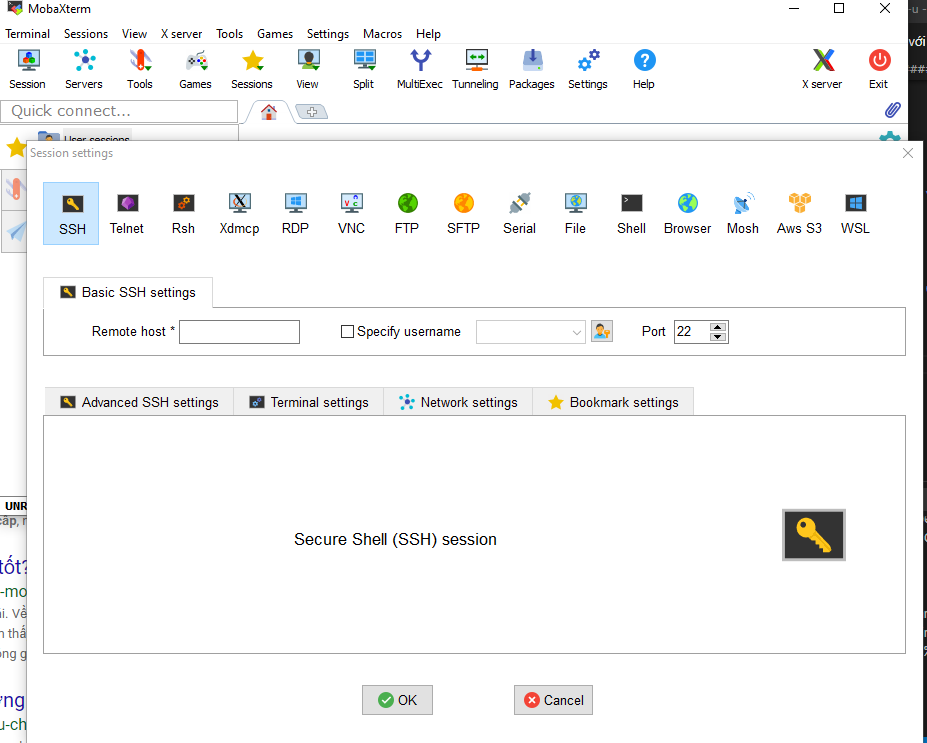 MobaXterm
Terminal Sessions View X server Tools Games Settings Macros Help
Session Servers Tools Games Sessions View Split MultiExec Tunneling Packages Settings Help X server Exit
Quick connect...
User sessions
Session settings
SSH Telnet Rsh Xdmcp RDP VNC FTP SFTP Serial File Shell Browser Mosh Aws S3 WSL
Basic SSH settings
Remote host * Specify username Port 22
Advanced SSH settings Terminal settings Network settings Bookmark settings
Secure Shell (SSH) session
OK Cancel
-u -
với
###
UNR
cấp,
tốt?
-mo
ii. Về
n thấ
ong g
ợng
u-ch